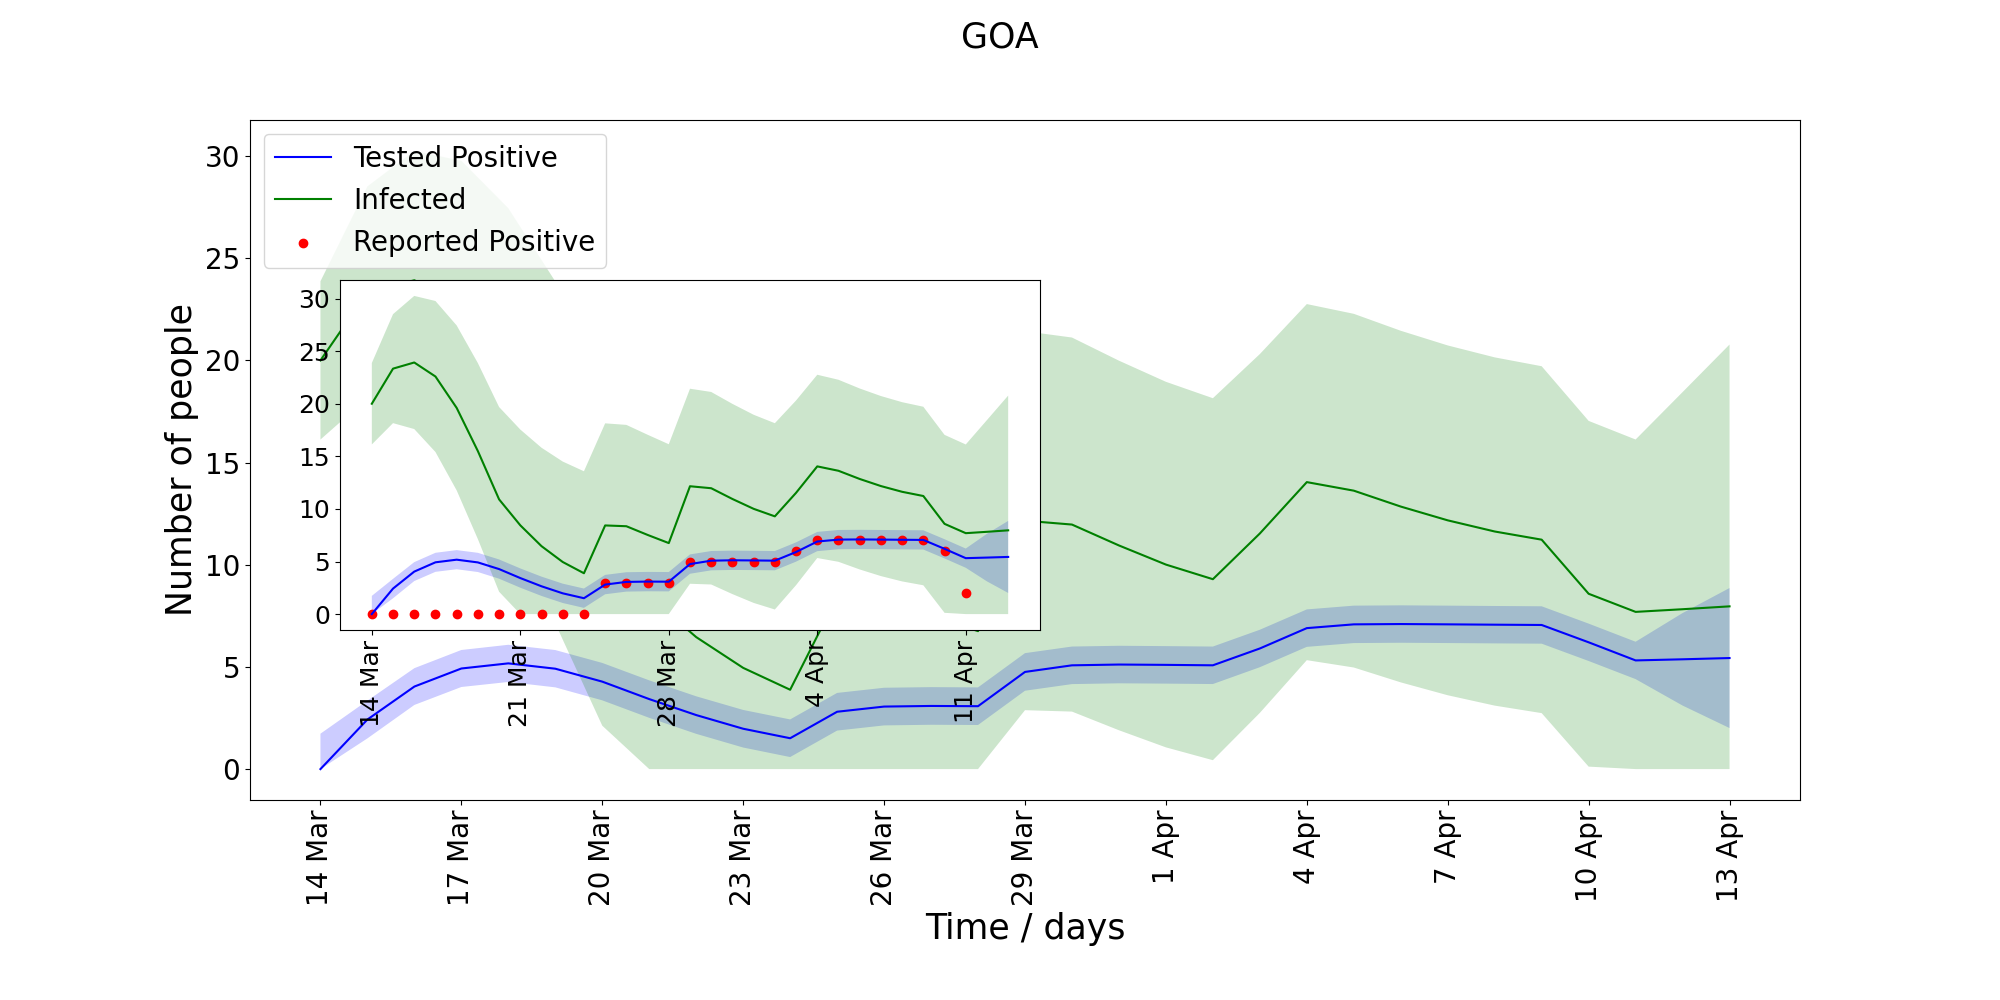 GOA
Tested Positive
Infected
Reported Positive
Number of people
30
25
20
15
10
5
0
30
25
20
15
10
5
0
14 Mar
21 Mar
28 Mar
4 Apr
11 Apr
14 Mar
17 Mar
20 Mar
23 Mar
26 Mar
29 Mar
1 Apr
4 Apr
7 Apr
10 Apr
13 Apr
Time / days